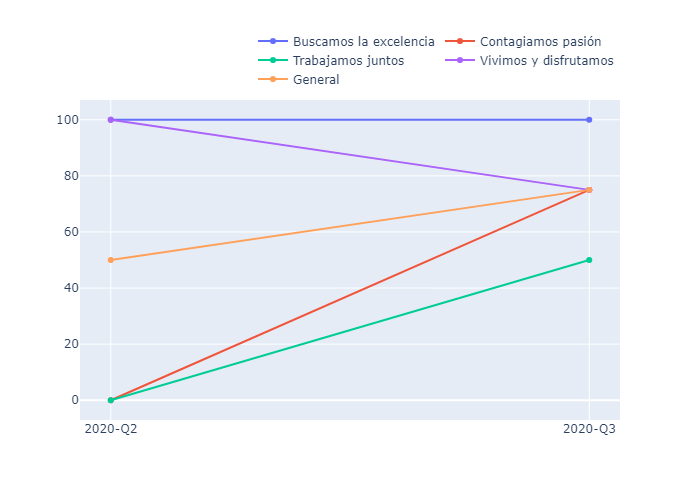 Buscamos la excelencia Contagiamos pasión
Trabajamos juntos Vivimos y disfrutamos
General
100
80
60
40
20
0
2020-Q2 2020-Q3